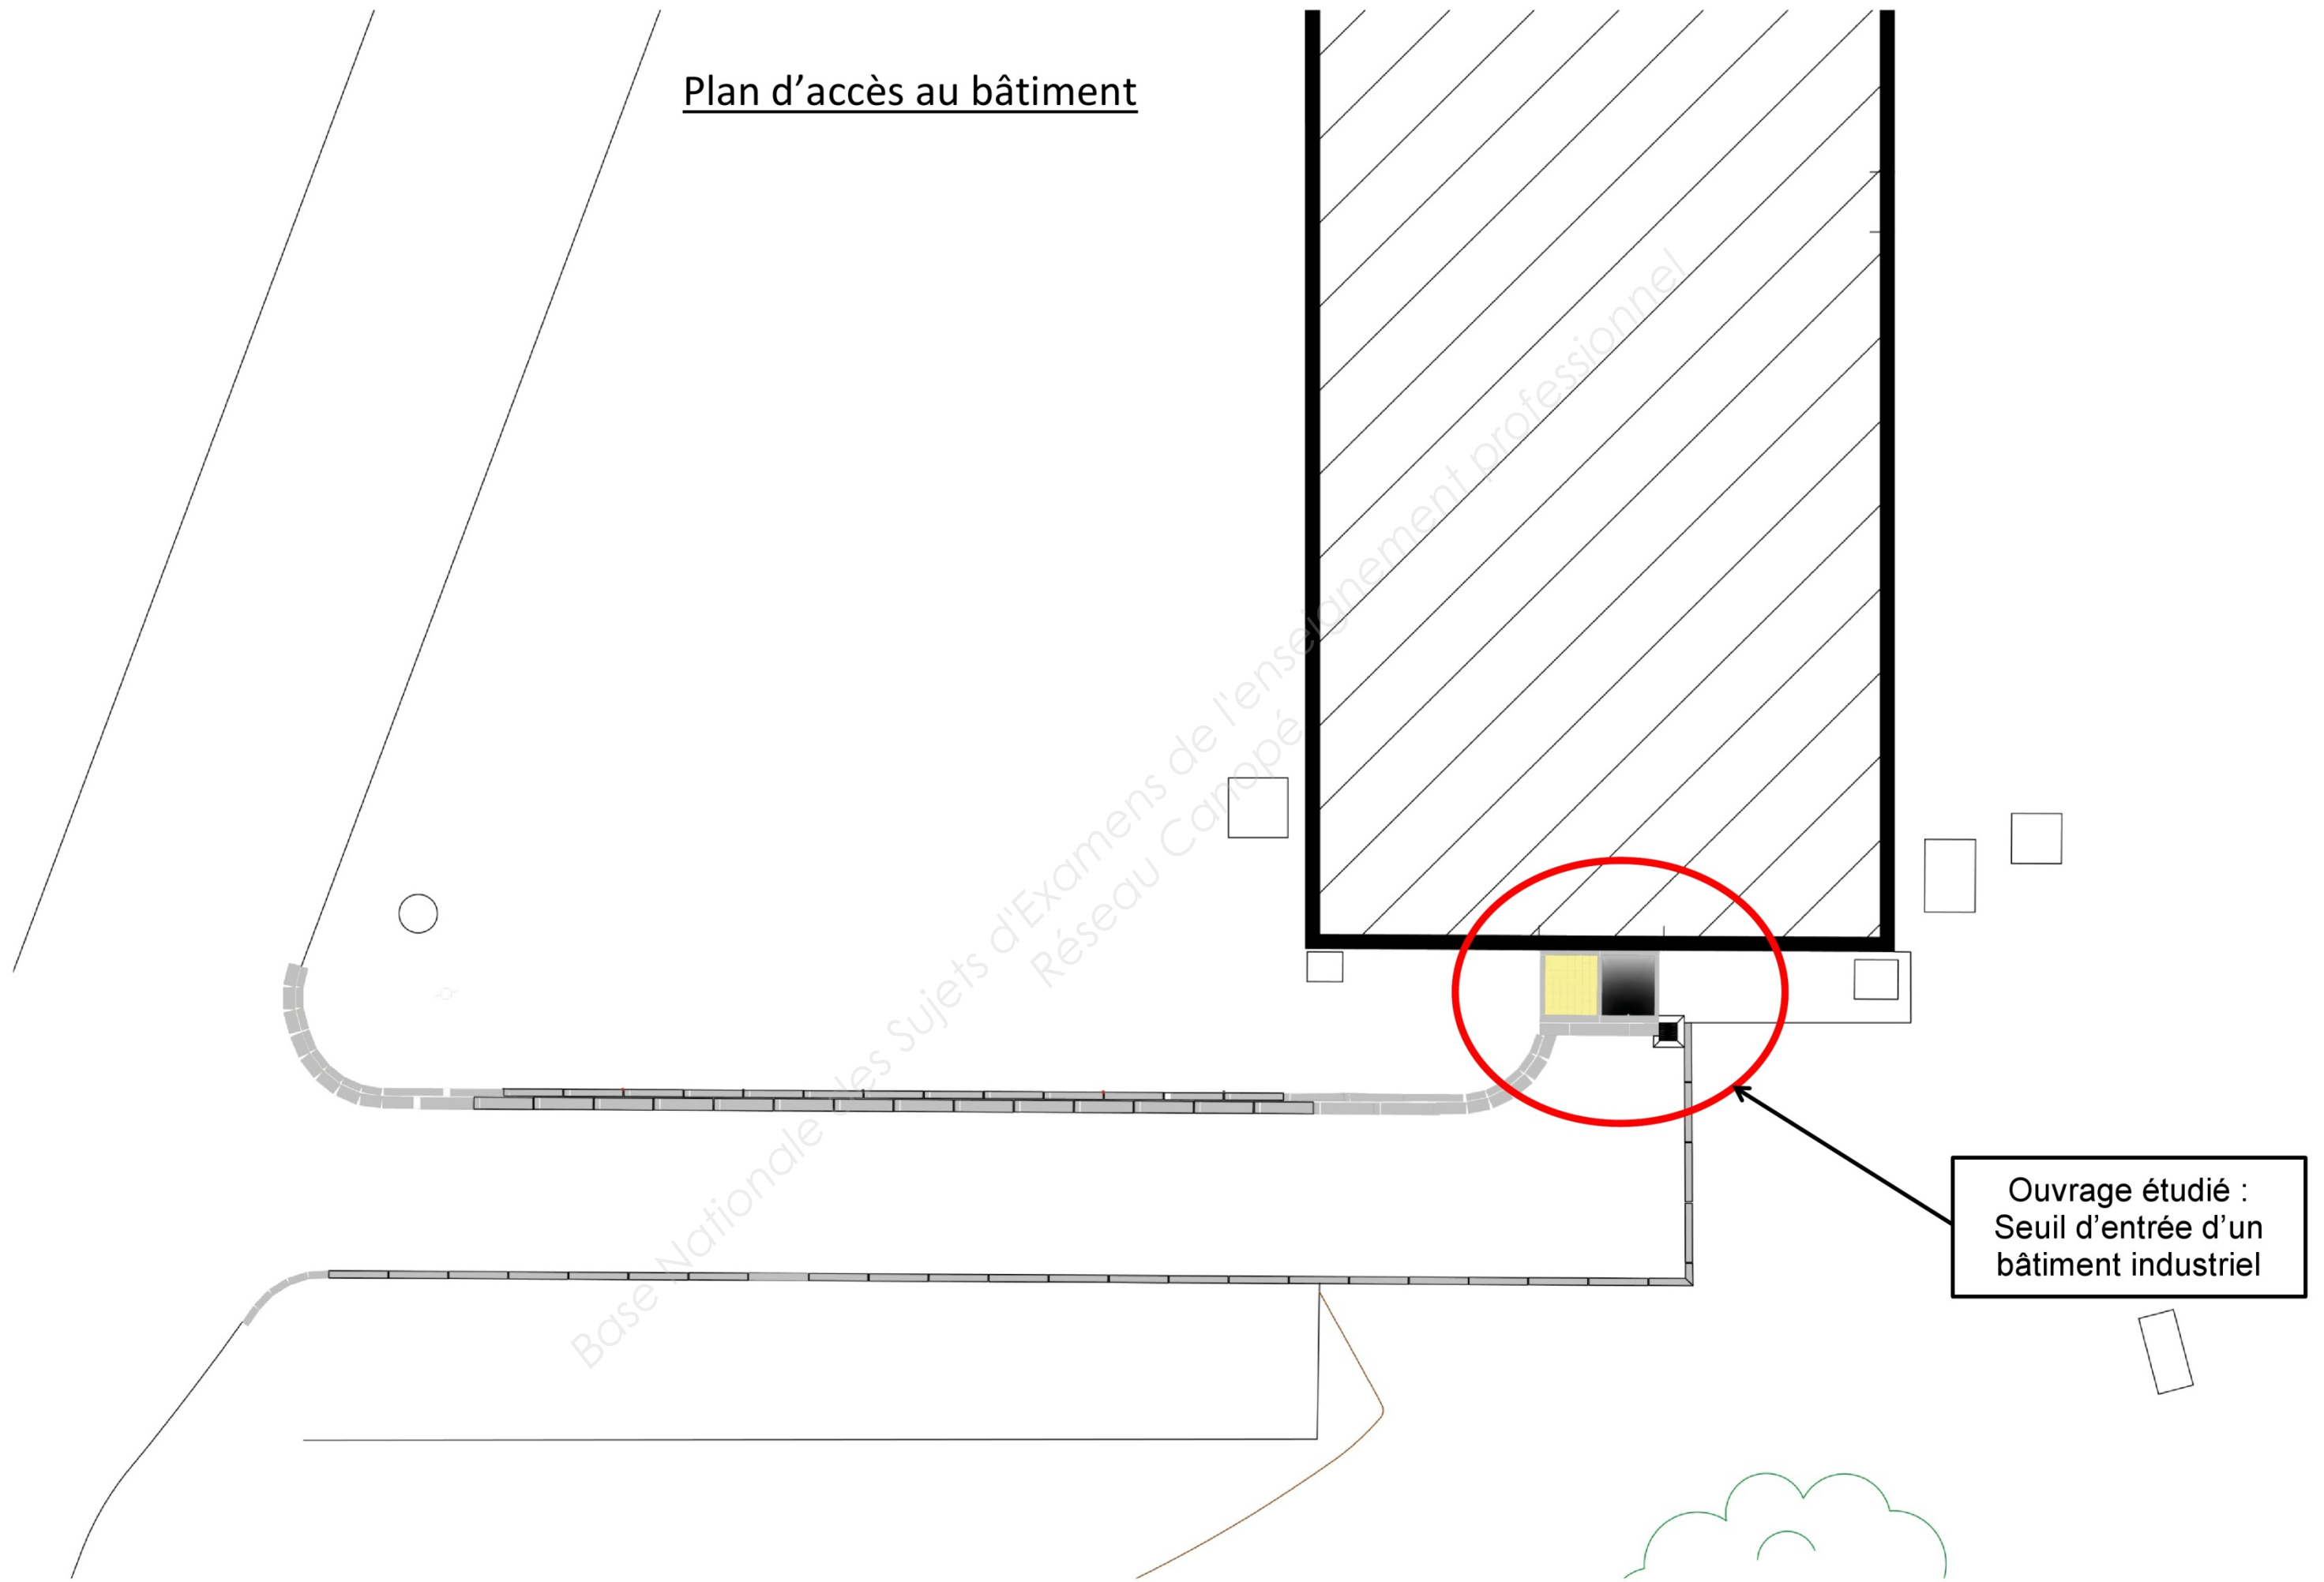 Plan d’accès au bâtiment
Base Nationale des Sujets d'Examens de l'enseignement professionnel
Réseau Canopé
Ouvrage étudié :
Seuil d’entrée d’un
bâtiment industriel